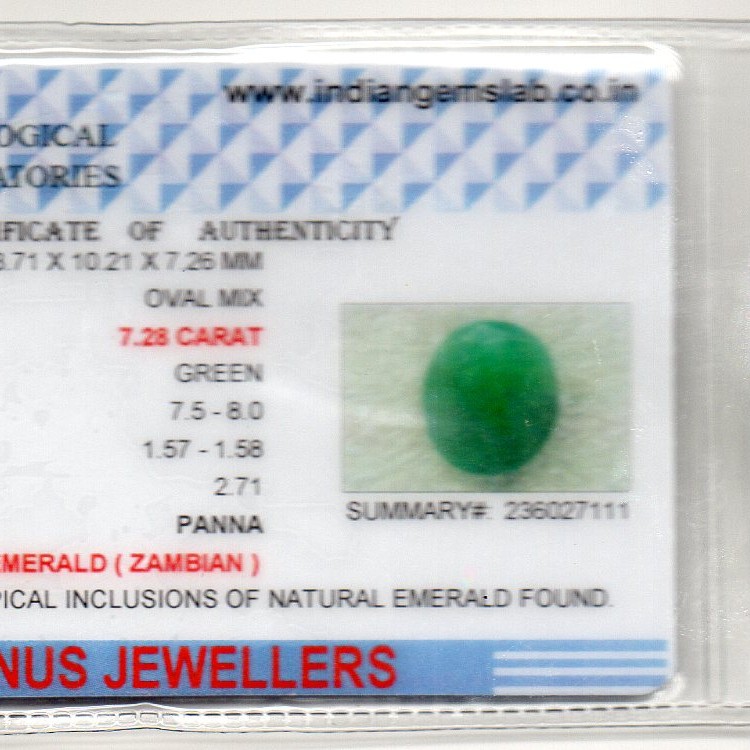 www.indiangemslab.co.in
OGICAL
ATORIES
FICATE OF AUTHENTICITY
8.71 X 10.21 X 7,26 MM
OVAL MIX
7.28 CARAT
GREEN
7.5 - 8.0
1.57 - 1.58
2.71
PANNA
SUMMARY#: 236027111
EMERALD ( ZAMBIAN )
PICAL INCLUSIONS OF NATURAL EMERALD FOUND.
NUS JEWELLERS